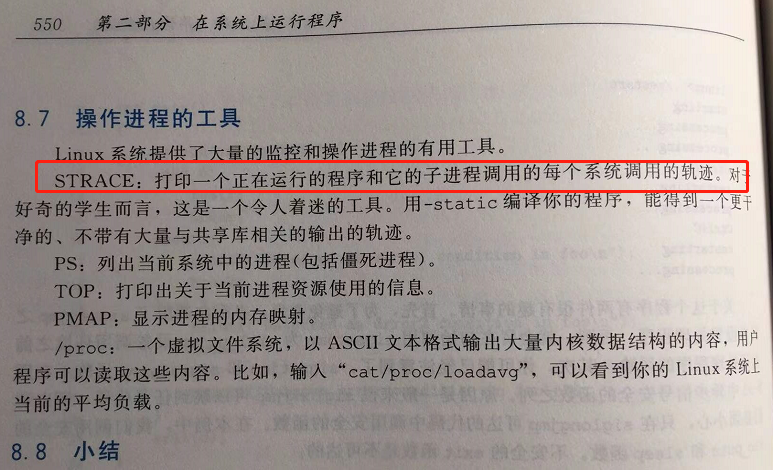 550 第二部分 在系统上运行程序
8.7 操作进程的工具
Linux 系统提供了大量的监控和操作进程的有用工具。
STRACE：打印一个正在运行的程序和它的子进程调用的每个系统调用的轨迹。对于
好奇的学生而言，这是一个令人着迷的工具。用-static 编译你的程序，能得到一个更干
净的、不带有大量与共享库相关的输出的轨迹。
PS：列出当前系统中的进程(包括僵死进程)。
TOP：打印出关于当前进程资源使用的信息。
PMAP：显示进程的内存映射。
/proc：一个虚拟文件系统，以 ASCII 文本格式输出大量内核数据结构的内容，用户
程序可以读取这些内容。比如，输入“cat/proc/loadavg”，可以看到你的 Linux 系统上
当前的平均负载。
8.8 小结